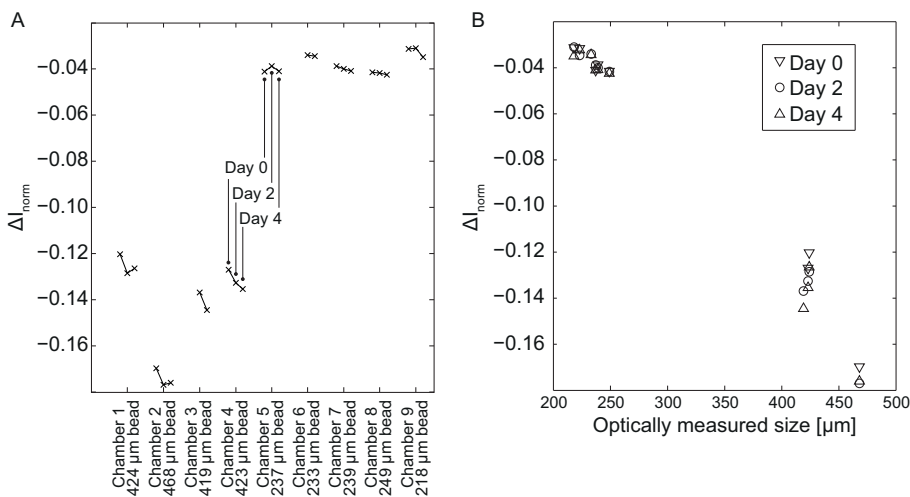 A
−0.04
−0.06
−0.08
−0.10
−0.12
−0.14
−0.16
ΔI_norm
Day 0
Day 2
Day 4
Chamber 1
424 µm bead
Chamber 2
468 µm bead
Chamber 3
419 µm bead
Chamber 4
423 µm bead
Chamber 5
237 µm bead
Chamber 6
233 µm bead
Chamber 7
239 µm bead
Chamber 8
249 µm bead
Chamber 9
218 µm bead
B
−0.04
−0.06
−0.08
−0.10
−0.12
−0.14
−0.16
ΔI_norm
Day 0
Day 2
Day 4
200 250 300 350 400 450 500
Optically measured size [µm]